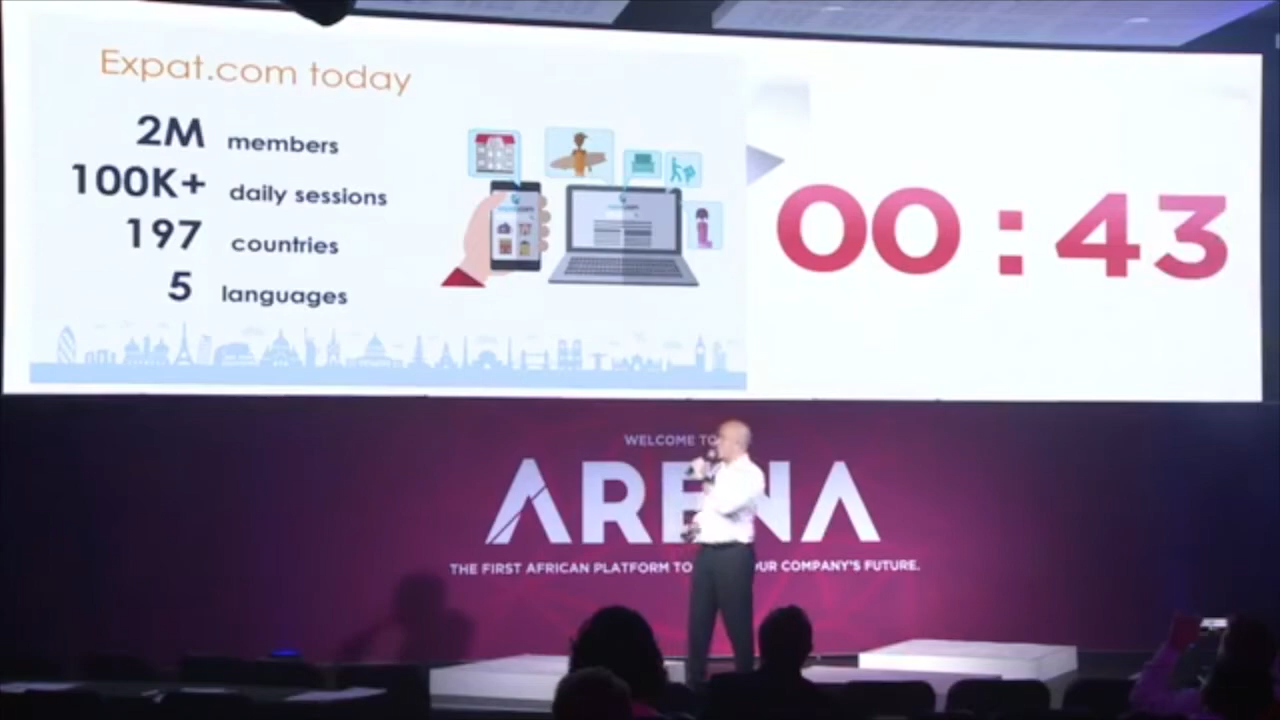 Expat.com today
2M members
100K+ daily sessions
197 countries
5 languages
00 : 43
WELCOME TO
ARENA
THE FIRST AFRICAN PLATFORM TO OUR COMPANY'S FUTURE.